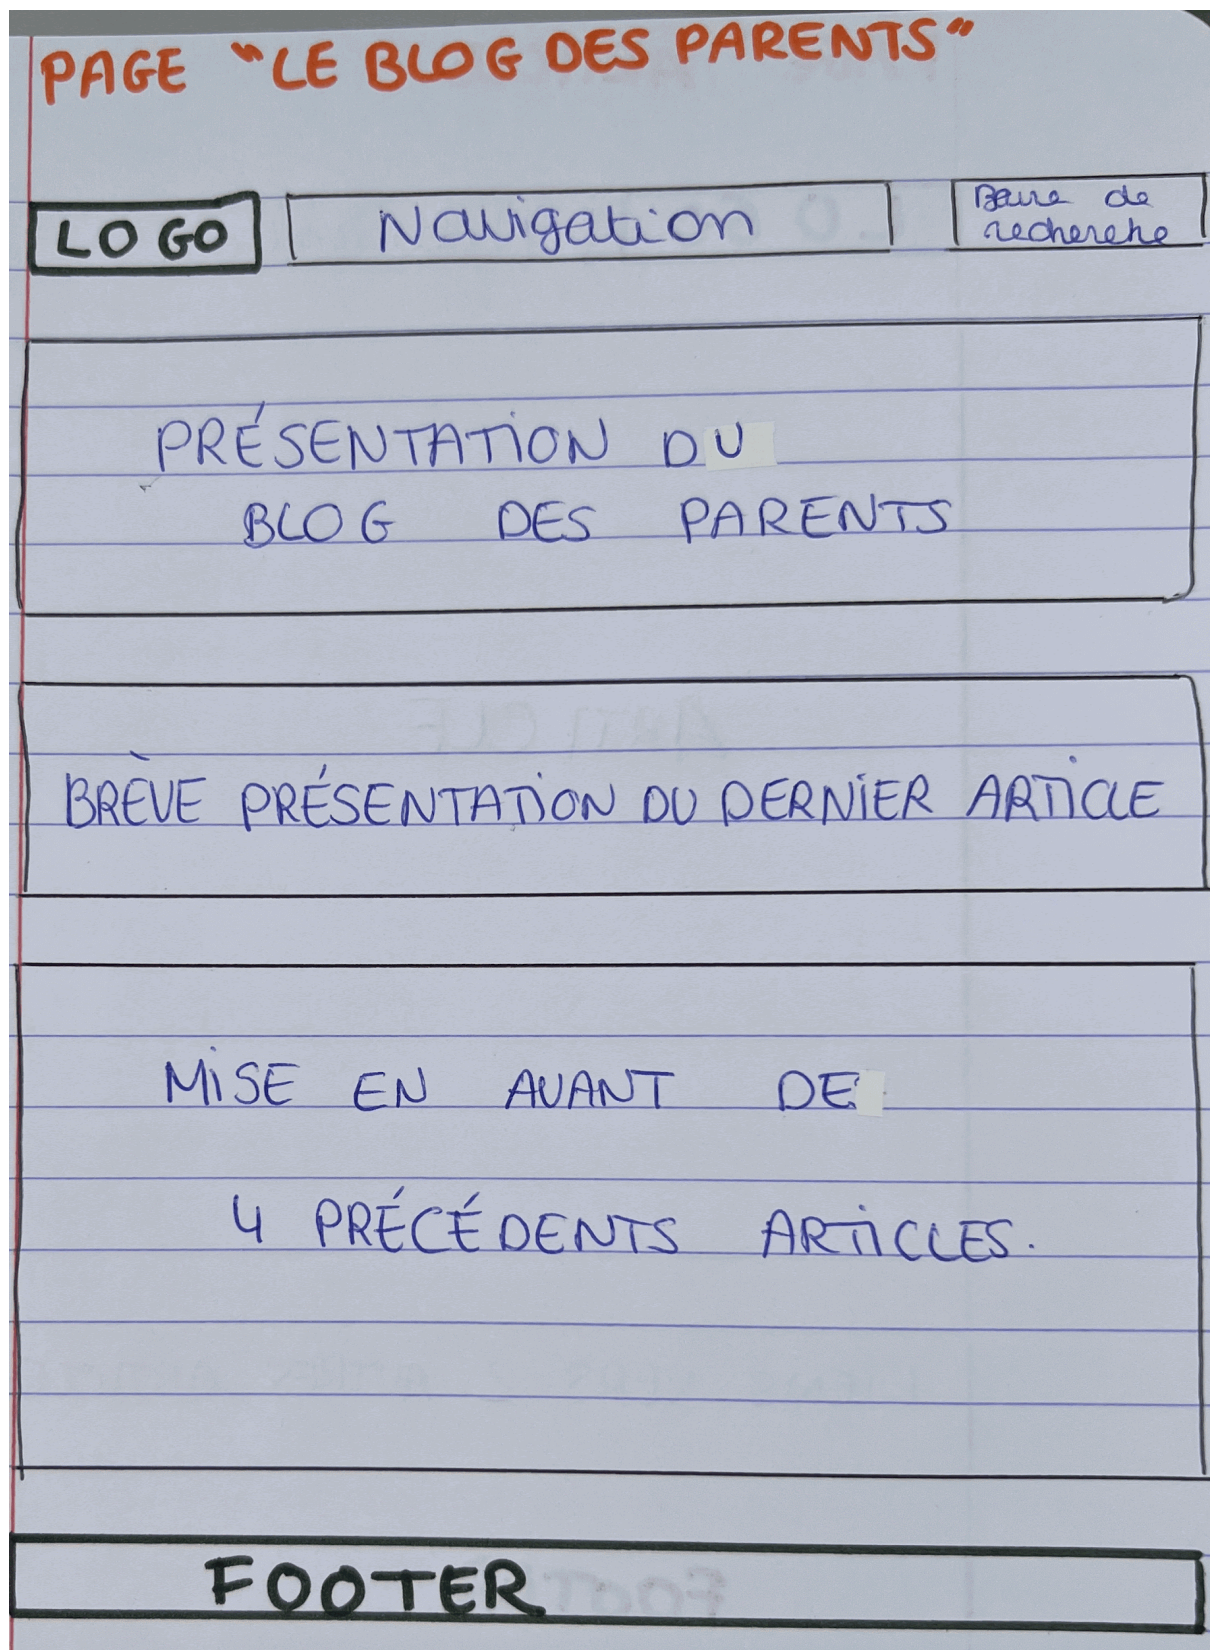 PAGE "LE BLOG DES PARENTS"
LOGO
Navigation
Barre de
recherche
PRÉSENTATION DU
BLOG DES PARENTS
BRÈVE PRÉSENTATION DU DERNIER ARTICLE
MISE EN AVANT DE
4 PRÉCÉDENTS ARTICLES.
FOOTER